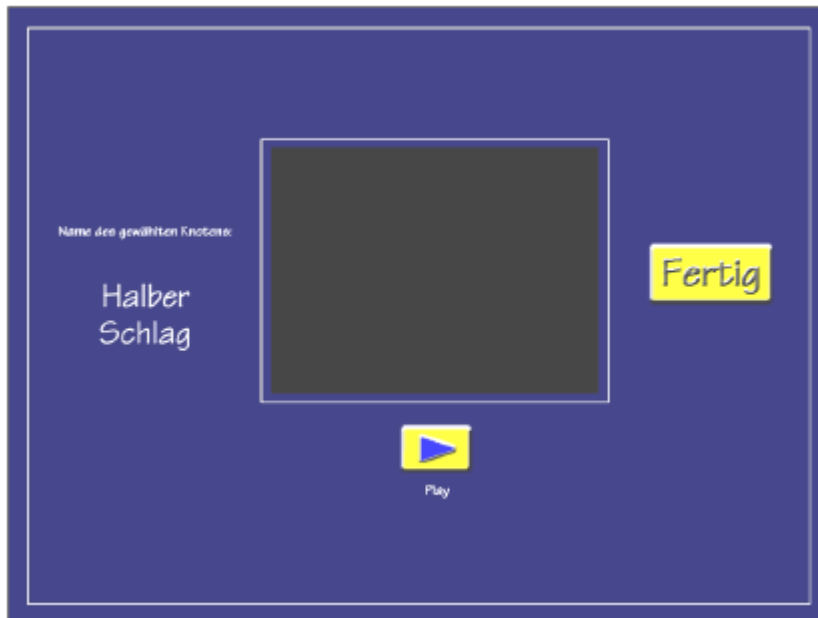 Name des gewählten Knotens:
Halber
Schlag
Fertig
Play